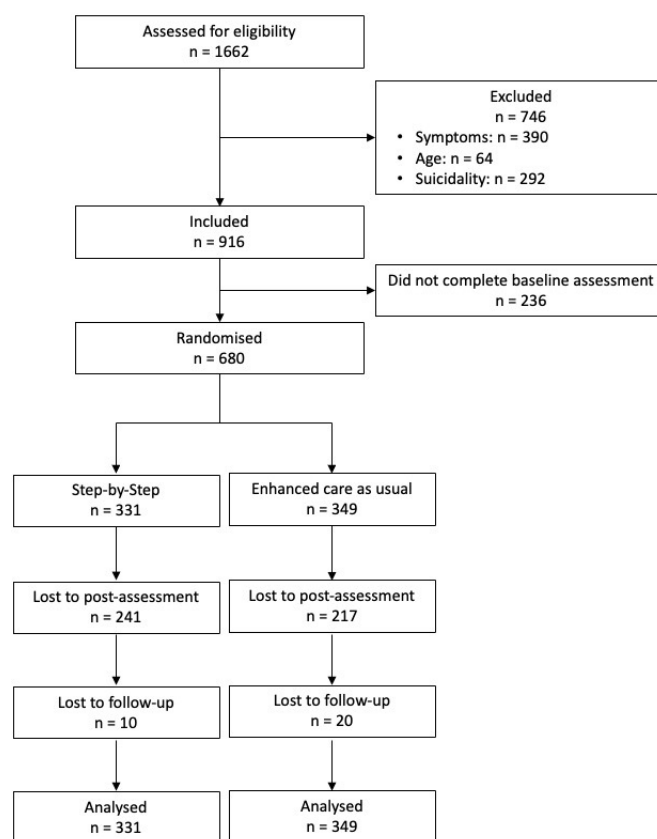 Assessed for eligibility
n = 1662
Excluded
n = 746
• Symptoms: n = 390
• Age: n = 64
• Suicidality: n = 292
Included
n = 916
Did not complete baseline assessment
n = 236
Randomised
n = 680
Step-by-Step
n = 331
Enhanced care as usual
n = 349
Lost to post-assessment
n = 241
Lost to post-assessment
n = 217
Lost to follow-up
n = 10
Lost to follow-up
n = 20
Analysed
n = 331
Analysed
n = 349